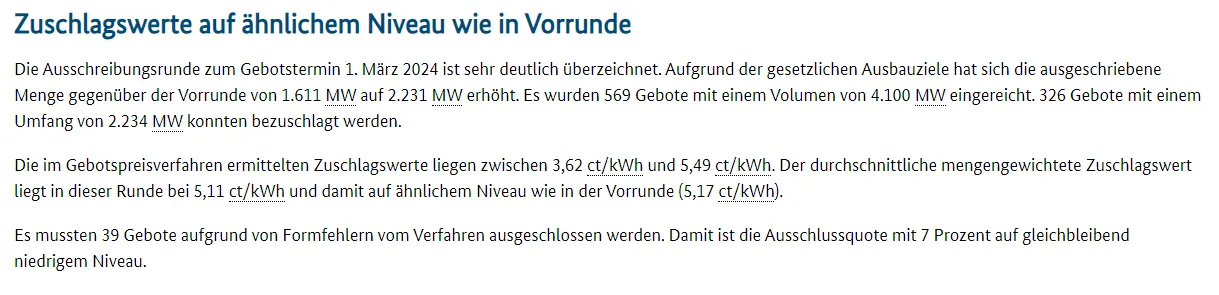 Zuschlagswerte auf ähnlichem Niveau wie in Vorrunde
Die Ausschreibungsrunde zum Gebotstermin 1. März 2024 ist sehr deutlich überzeichnet. Aufgrund der gesetzlichen Ausbauziele hat sich die ausgeschriebene
Menge gegenüber der Vorrunde von 1.611 MW auf 2.231 MW erhöht. Es wurden 569 Gebote mit einem Volumen von 4.100 MW eingereicht. 326 Gebote mit einem
Umfang von 2.234 MW konnten bezuschlagt werden.
Die im Gebotspreisverfahren ermittelten Zuschlagswerte liegen zwischen 3,62 ct/kWh und 5,49 ct/kWh. Der durchschnittliche mengengewichtete Zuschlagswert
liegt in dieser Runde bei 5,11 ct/kWh und damit auf ähnlichem Niveau wie in der Vorrunde (5,17 ct/kWh).
Es mussten 39 Gebote aufgrund von Formfehlern vom Verfahren ausgeschlossen werden. Damit ist die Ausschlussquote mit 7 Prozent auf gleichbleibend
niedrigem Niveau.